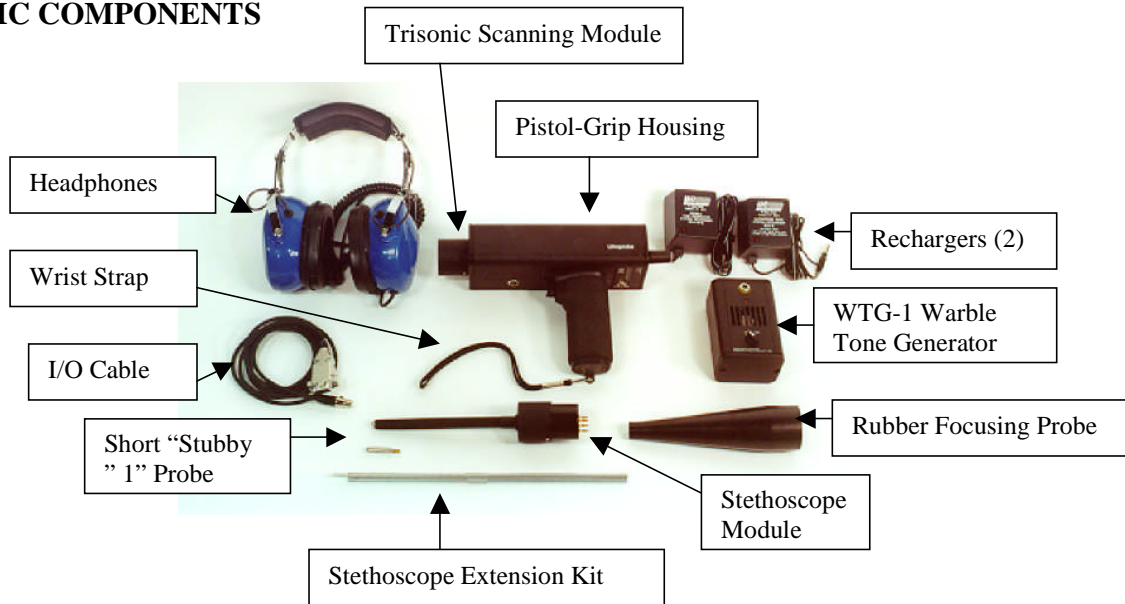 IC COMPONENTS
Trisonic Scanning Module
Pistol-Grip Housing
Headphones
Rechargers (2)
Wrist Strap
WTG-1 Warble
Tone Generator
I/O Cable
Rubber Focusing Probe
Short “Stubby
” 1” Probe
Stethoscope
Module
Stethoscope Extension Kit
Ultraprobe